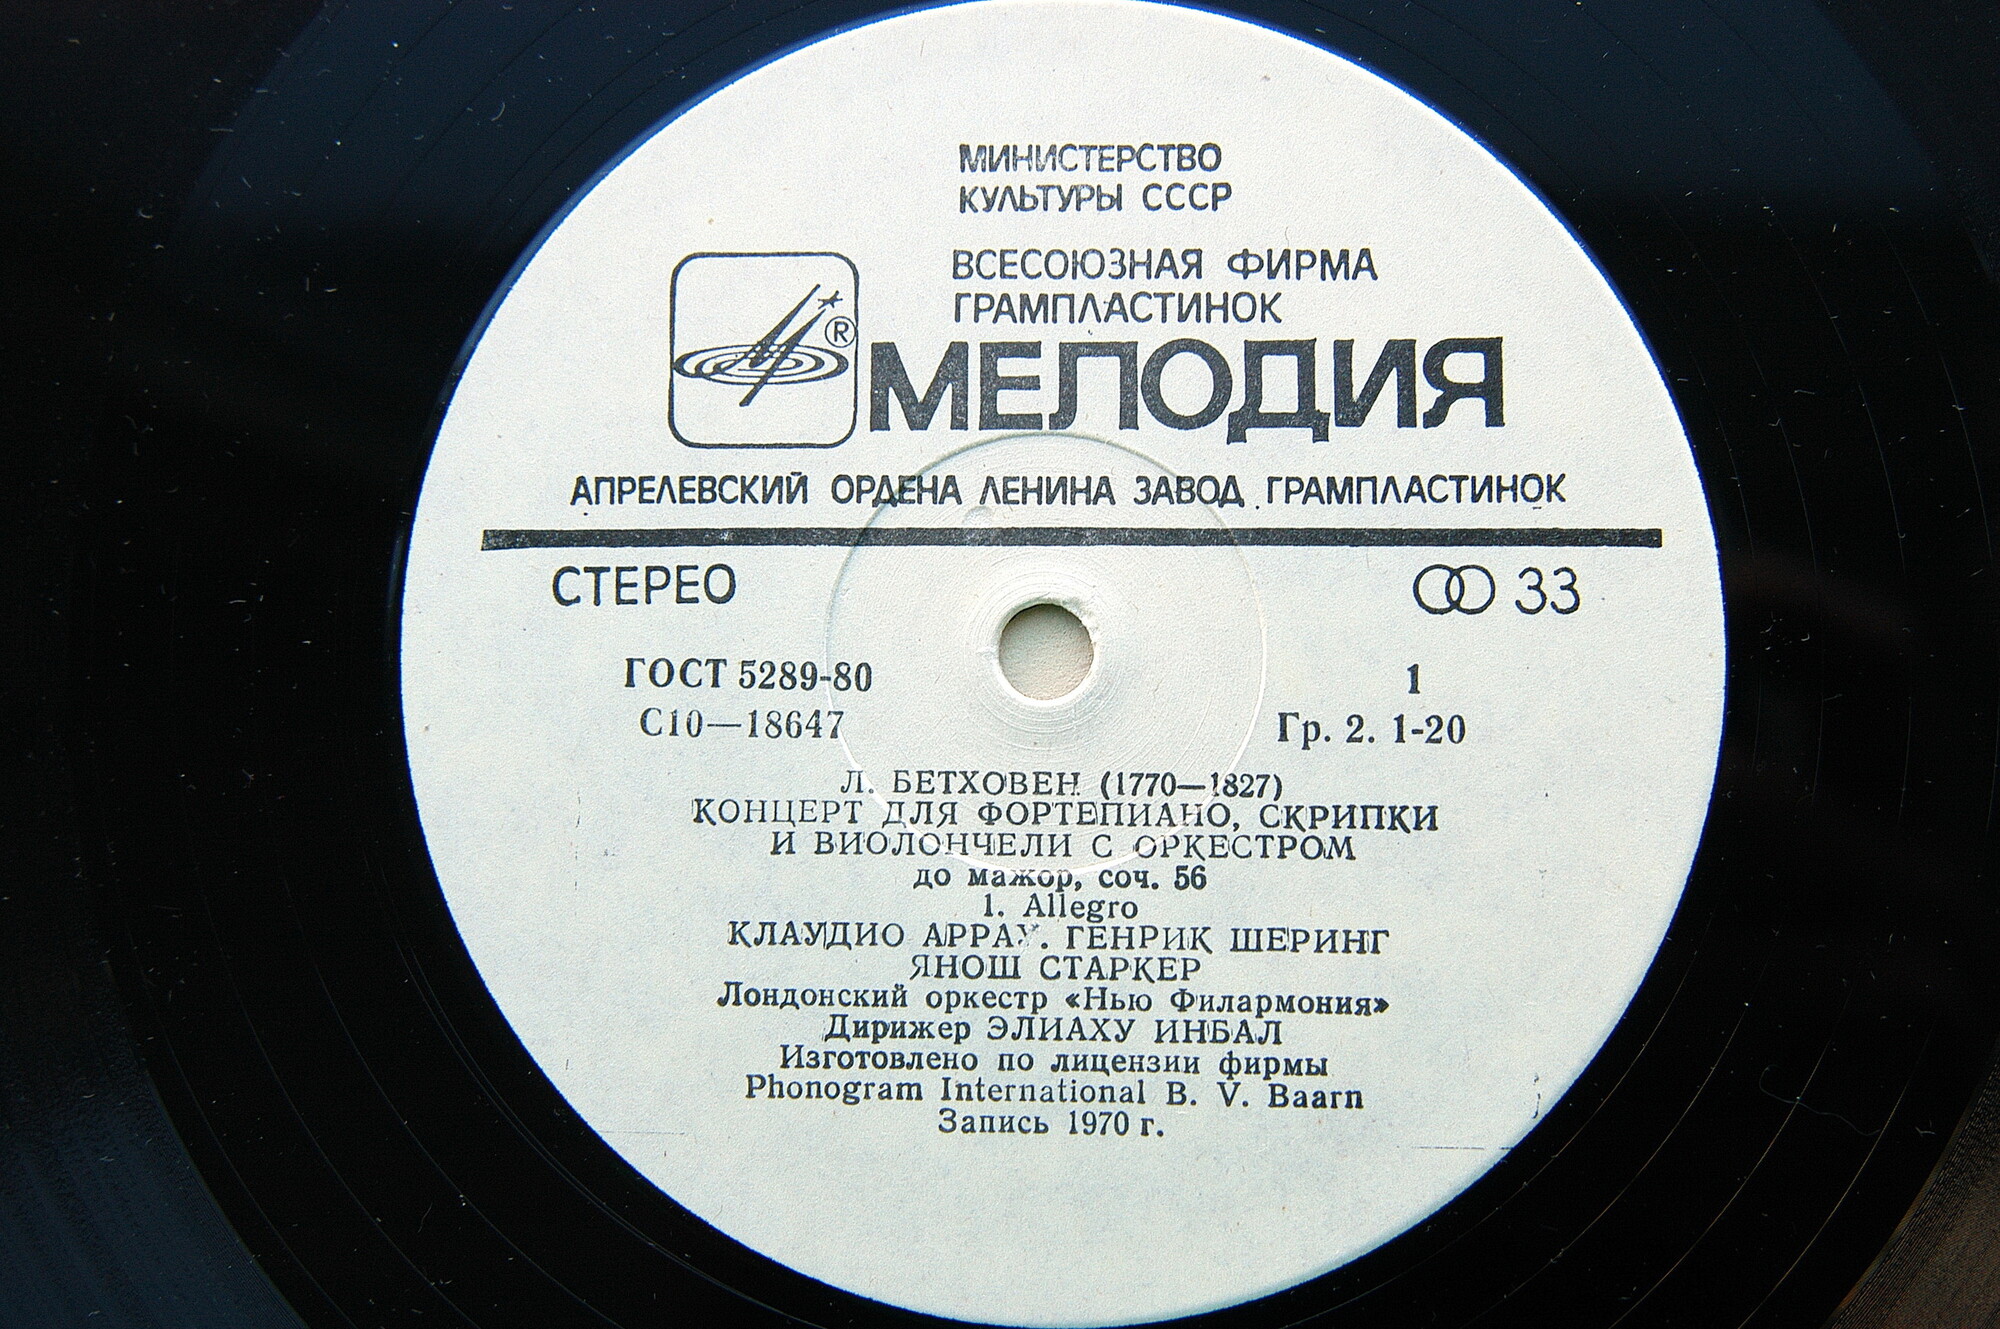 МИНИСТЕРСТВО
КУЛЬТУРЫ СССР
ВСЕСОЮЗНАЯ ФИРМА
ГРАМПЛАСТИНОК
®
МЕЛОДИЯ
АПРЕЛЕВСКИЙ ОРДЕНА ЛЕНИНА ЗАВОД ГРАМПЛАСТИНОК
СТЕРЕО
33
ГОСТ 5289-80
1
С10—18647
Гр. 2. 1-20
Л. БЕТХОВЕН (1770—1827)
КОНЦЕРТ ДЛЯ ФОРТЕПИАНО, СКРИПКИ
И ВИОЛОНЧЕЛИ С ОРКЕСТРОМ
до мажор, соч. 56
1. Allegro
КЛАУДИО АРРАУ. ГЕНРИК ШЕРИНГ
ЯНОШ СТАРКЕР
Лондонский оркестр «Нью Филармония»
Дирижер ЭЛИАХУ ИНБАЛ
Изготовлено по лицензии фирмы
Phonogram International B. V. Baarn
Запись 1970 г.